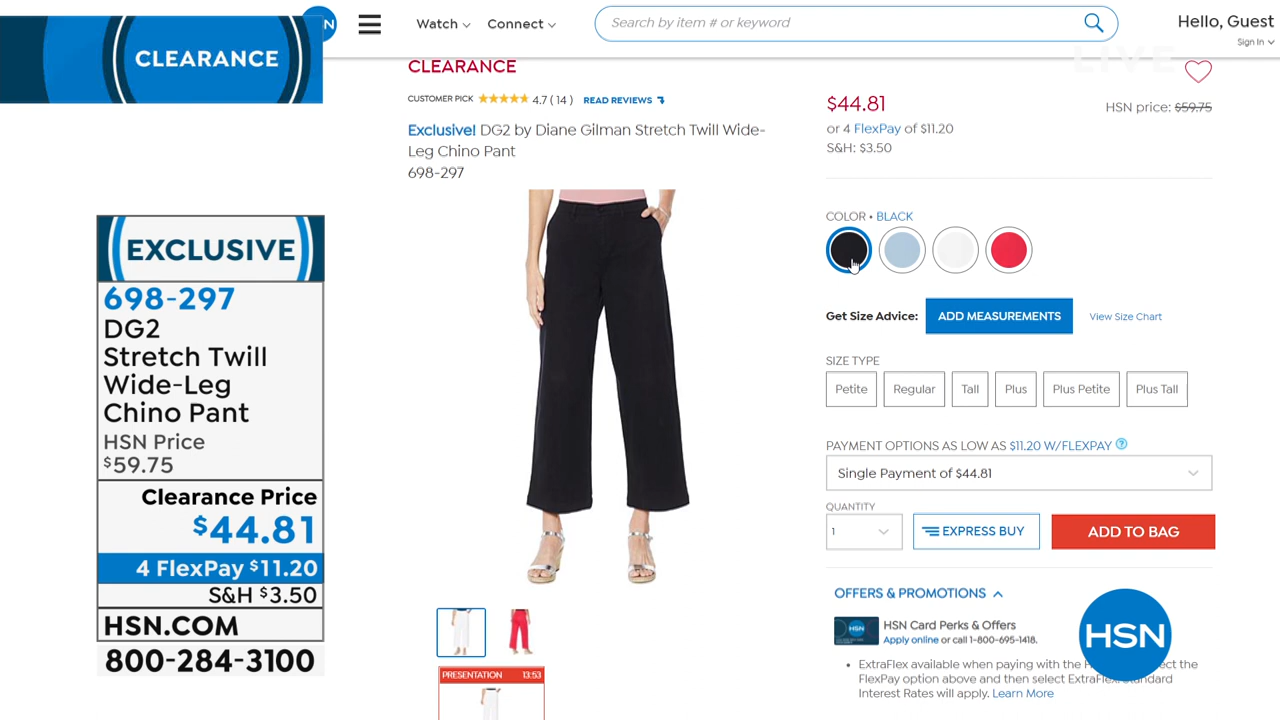 CLEARANCE
N
Watch
Connect
Search by item # or keyword
Hello, Guest
Sign In
LIVE
CLEARANCE
CUSTOMER PICK 4.7 ( 14 ) READ REVIEWS
Exclusive! DG2 by Diane Gilman Stretch Twill Wide-
Leg Chino Pant
698-297
$44.81
HSN price: $59.75
or 4 FlexPay of $11.20
S&H: $3.50
EXCLUSIVE
698-297
DG2
Stretch Twill
Wide-Leg
Chino Pant
HSN Price
$59.75
Clearance Price
$44.81
4 FlexPay $11.20
S&H $3.50
HSN.COM
800-284-3100
COLOR • BLACK
Get Size Advice: ADD MEASUREMENTS View Size Chart
SIZE TYPE
Petite Regular Tall Plus Plus Petite Plus Tall
PAYMENT OPTIONS AS LOW AS $11.20 W/FLEXPAY ?
Single Payment of $44.81
QUANTITY
1
EXPRESS BUY
ADD TO BAG
OFFERS & PROMOTIONS
HSN
HSN Card Perks & Offers
Apply online or call 1-800-695-1418.
HSN
• ExtraFlex available when paying with the ect the
FlexPay option above and then select ExtraFlex. Standard
Interest Rates will apply. Learn More
PRESENTATION 13:53